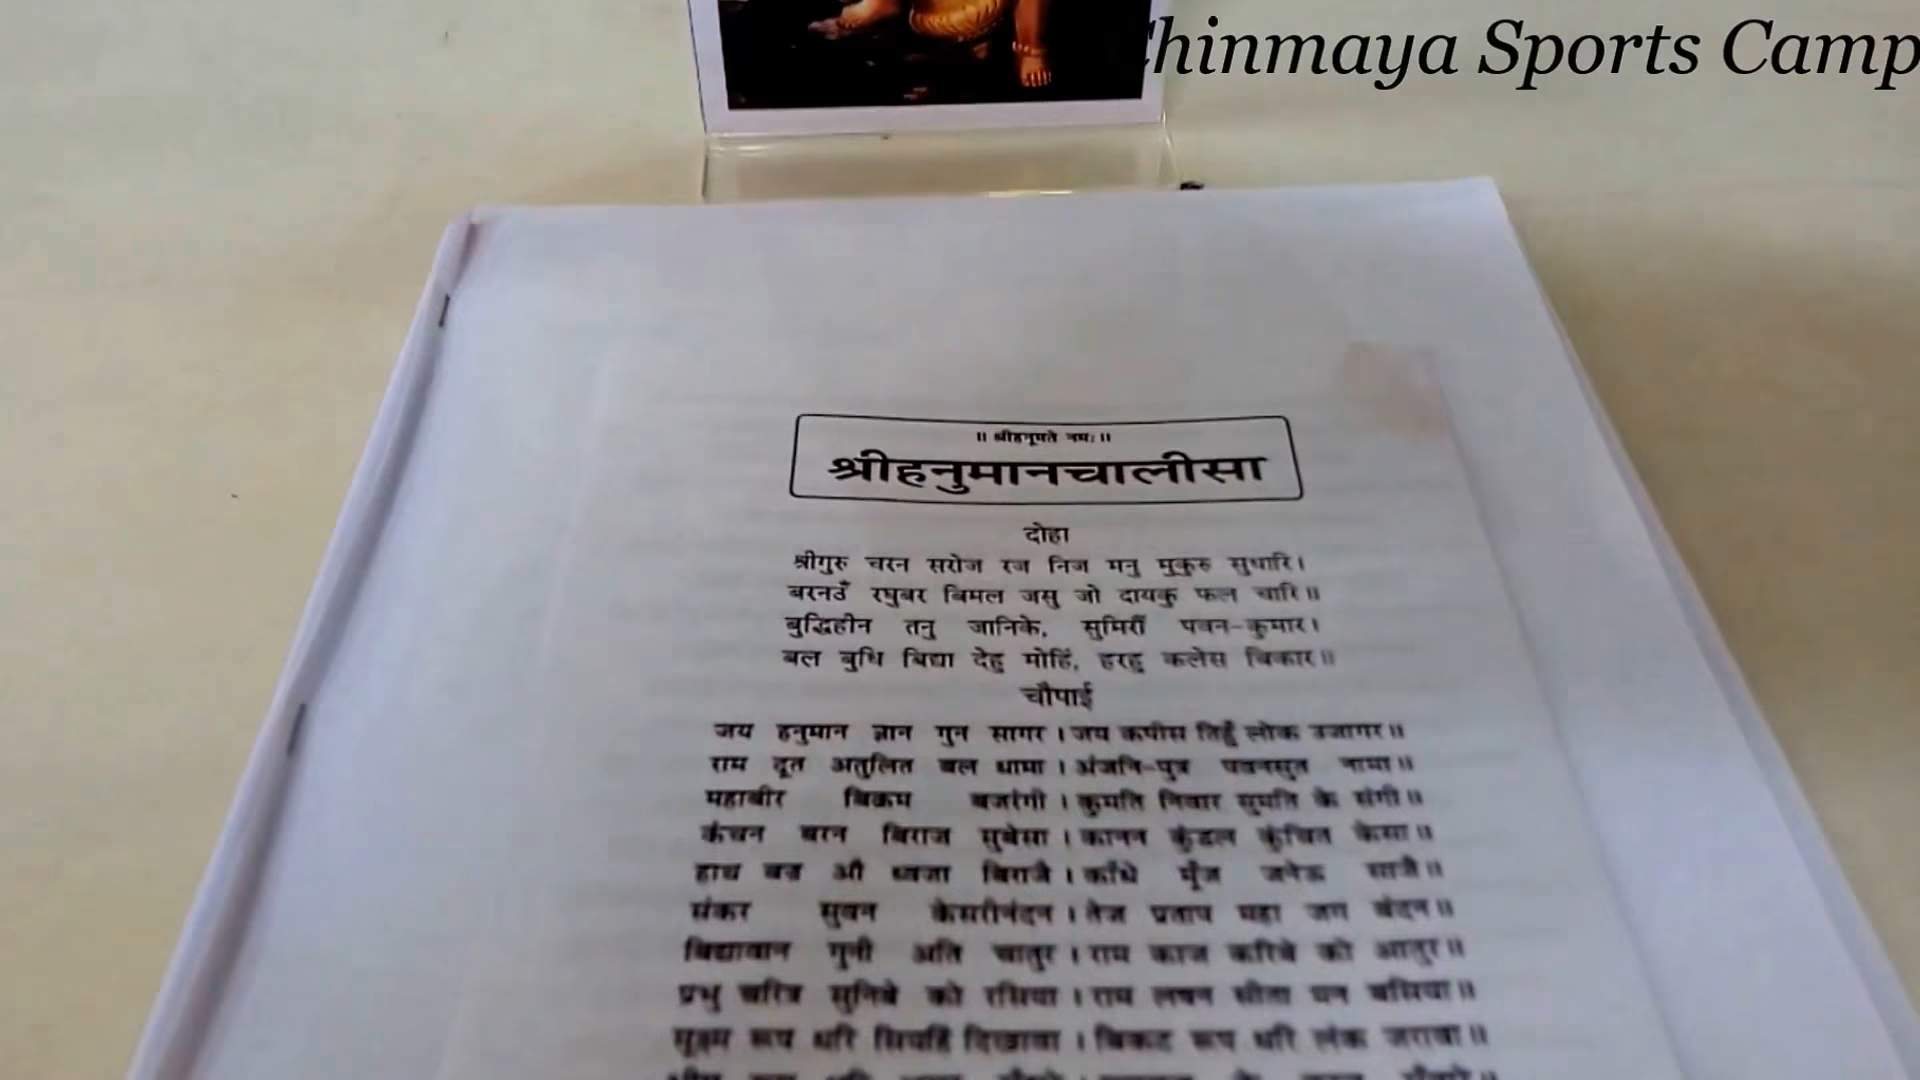 Chinmaya Sports Camp
॥ श्रीहनूमते नमः ॥
श्रीहनुमानचालीसा
दोहा
श्रीगुरु चरन सरोज रज निज मनु मुकुरु सुधारि।
बरनउँ रघुबर बिमल जसु जो दायकु फल चारि॥
बुद्धिहीन तनु जानिके, सुमिरौं पवन-कुमार।
बल बुधि बिद्या देहु मोहिं, हरहु कलेस बिकार॥
चौपाई
जय हनुमान ज्ञान गुन सागर । जय कपीस तिहुँ लोक उजागर॥
राम दूत अतुलित बल धामा । अंजनि-पुत्र पवनसुत नामा॥
महाबीर बिक्रम बजरंगी । कुमति निवार सुमति के संगी॥
कंचन बरन बिराज सुबेसा । कानन कुंडल कुंचित केसा॥
हाथ बज्र औ ध्वजा बिराजै । काँधे मूँज जनेऊ साजै॥
संकर सुवन केसरीनंदन । तेज प्रताप महा जग बंदन॥
बिद्यावान गुनी अति चातुर । राम काज करिबे को आतुर॥
प्रभु चरित्र सुनिबे को रसिया । राम लषन सीता मन बसिया॥
सूक्ष्म रूप धरि सियहिं दिखावा । बिकट रूप धरि लंक जरावा॥